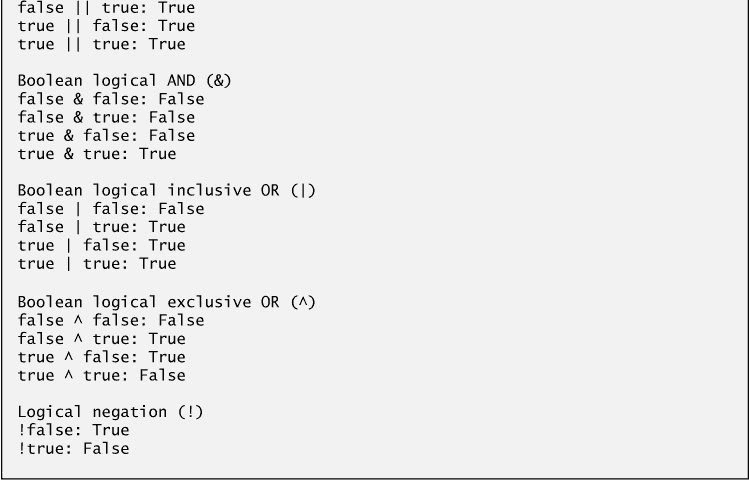 false || true: True
true || false: True
true || true: True
Boolean logical AND (&)
false & false: False
false & true: False
true & false: False
true & true: True
Boolean logical inclusive OR (|)
false | false: False
false | true: True
true | false: True
true | true: True
Boolean logical exclusive OR (^)
false ^ false: False
false ^ true: True
true ^ false: True
true ^ true: False
Logical negation (!)
!false: True
!true: False